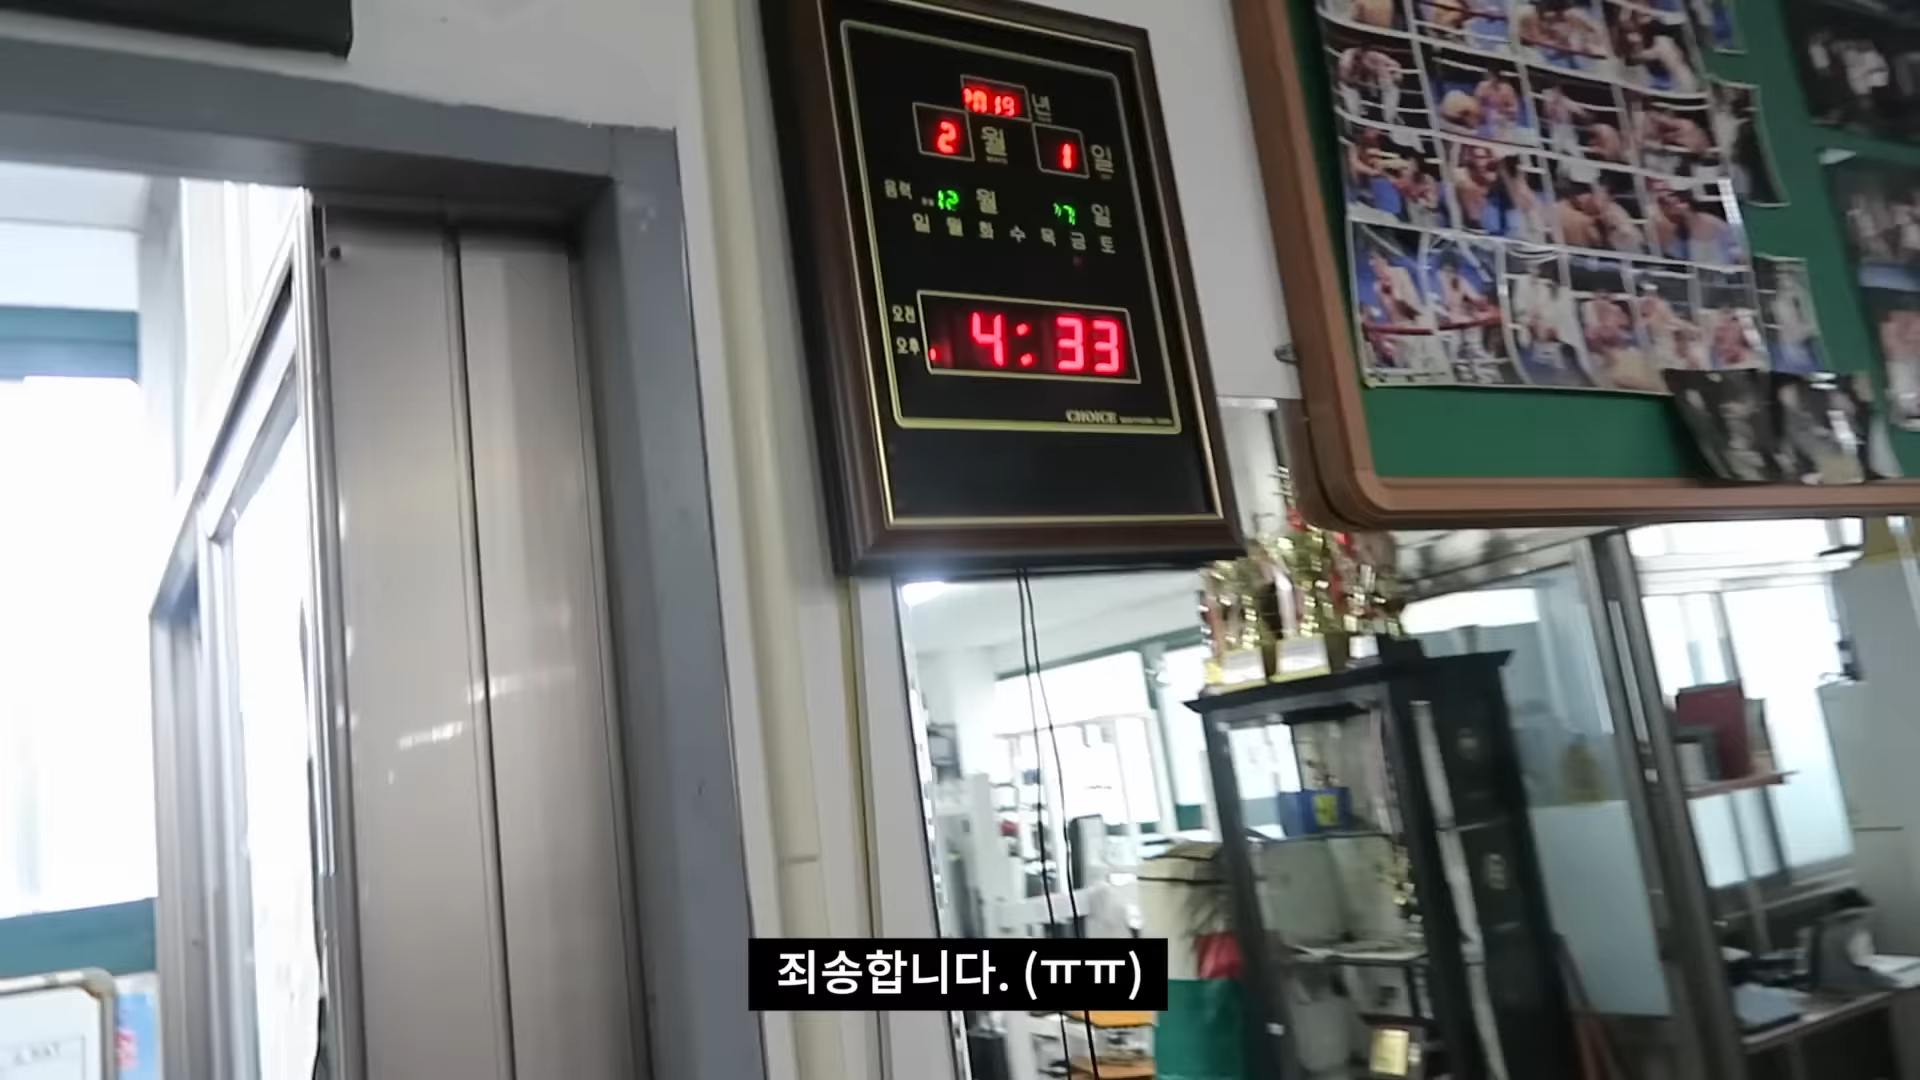 2019 년
2 월 1 일
음력 12 월 일
일 월 화 수 목 금 토
오전
오후 4:33
CHOICE
죄송합니다. (ㅠㅠ)